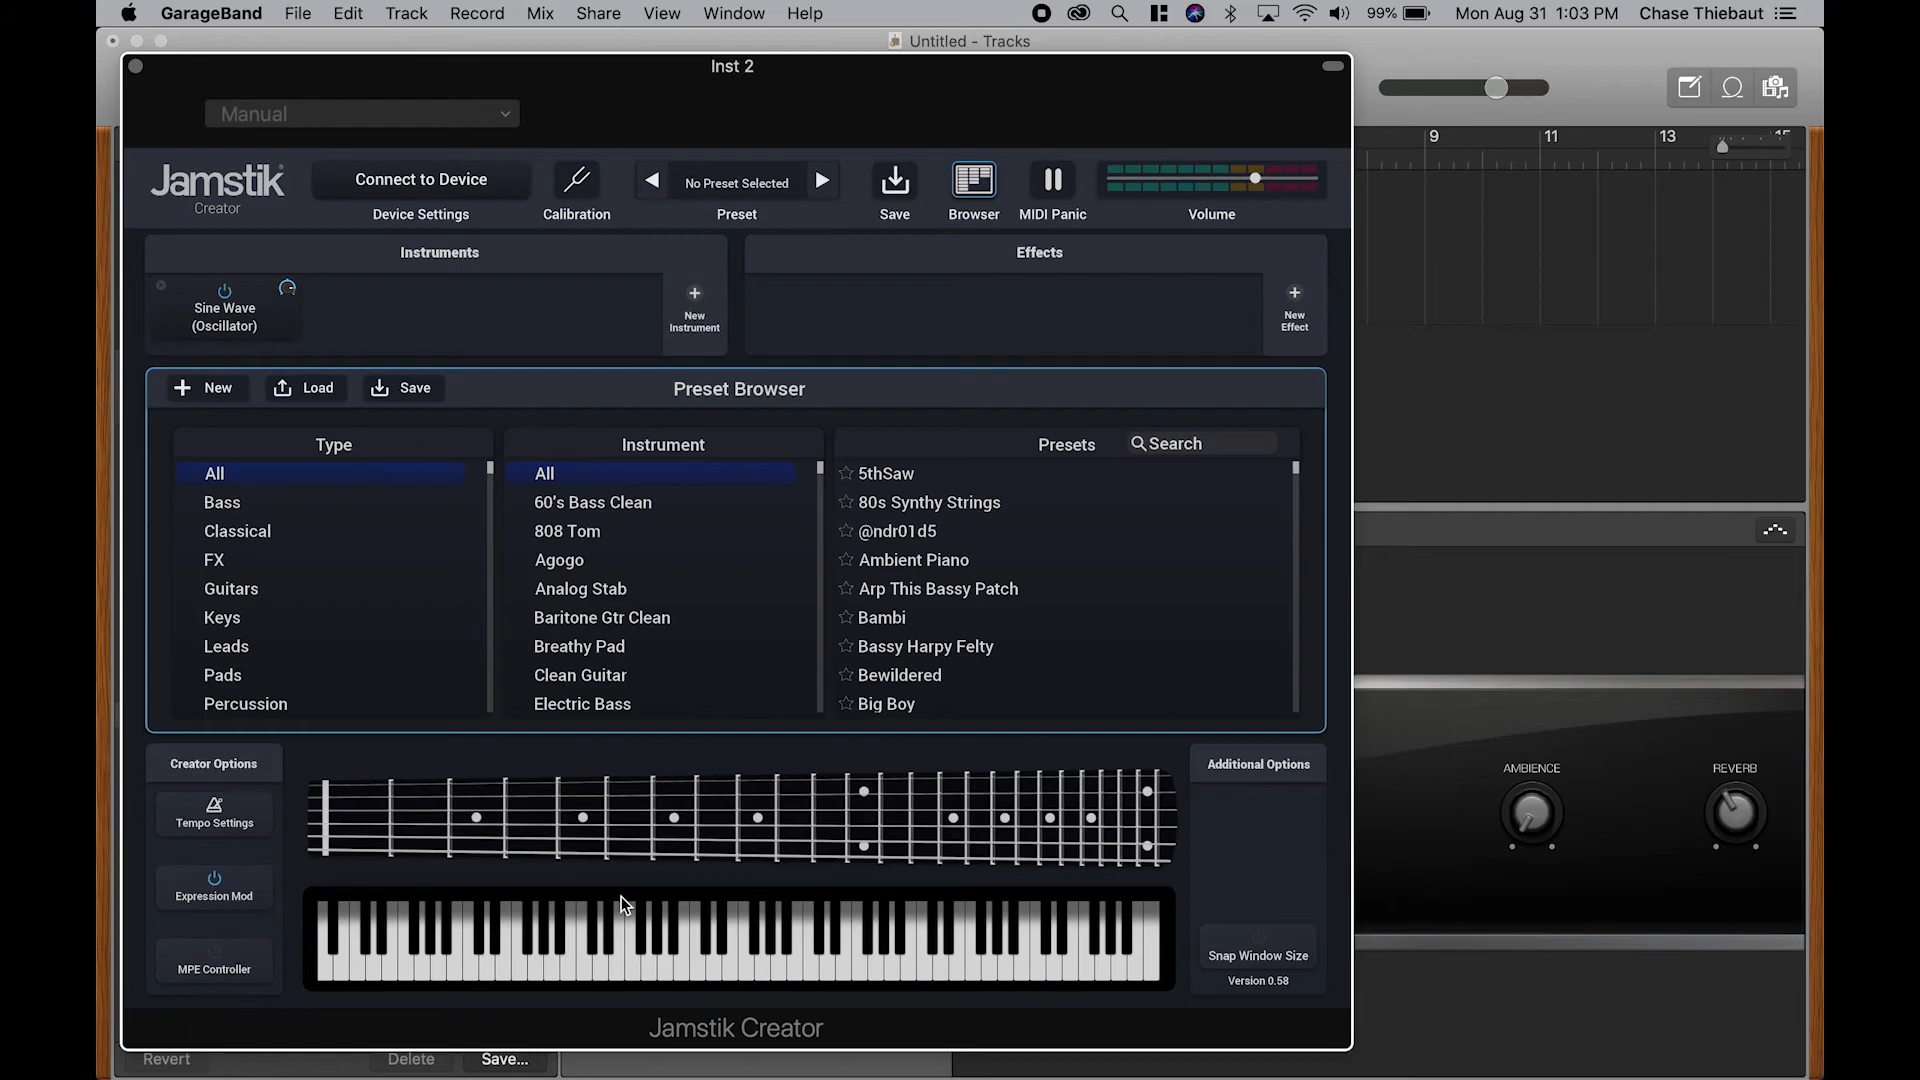 GarageBand File Edit Track Record Mix Share View Window Help 99% Mon Aug 31 1:03 PM Chase Thiebaut
Untitled - Tracks
Inst 2
Manual
9 11 13 15
Jamstik
Creator
Connect to Device
Device Settings
Calibration
No Preset Selected
Preset
Save
Browser
MIDI Panic
Volume
Instruments
Sine Wave
(Oscillator)
New
Instrument
Effects
New
Effect
New Load Save Preset Browser
Type Instrument Presets Search
All All 5thSaw
Bass 60's Bass Clean 80s Synthy Strings
Classical 808 Tom @ndr01d5
FX Agogo Ambient Piano
Guitars Analog Stab Arp This Bassy Patch
Keys Baritone Gtr Clean Bambi
Leads Breathy Pad Bassy Harpy Felty
Pads Clean Guitar Bewildered
Percussion Electric Bass Big Boy
Creator Options
Tempo Settings
Expression Mod
MPE Controller
Additional Options
Snap Window Size
Version 0.58
Jamstik Creator
AMBIENCE REVERB
Revert Delete Save...